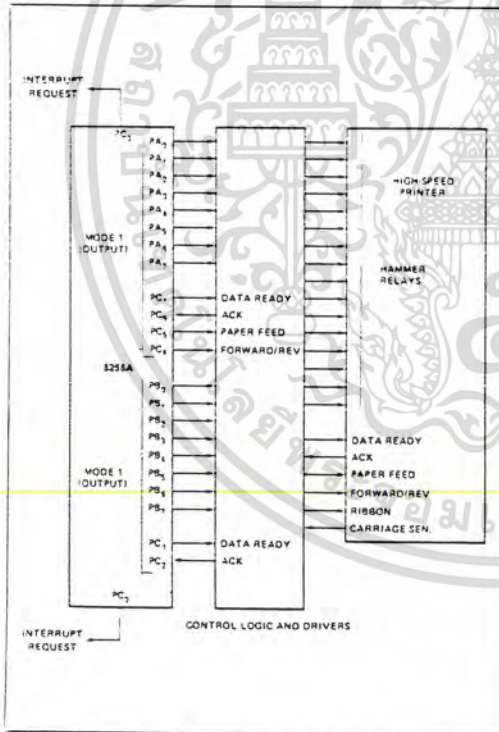 INTERRUPT
REQUEST
PC3
PA0
PA1
PA2
PA3
PA4
PA5
PA6
PA7
MODE 1
(OUTPUT)
PC7 DATA READY
PC6 ACK
PC5 PAPER FEED
PC4 FORWARD/REV
8255A
PB0
PB1
PB2
PB3
PB4
PB5
PB6
PB7
MODE 1
(OUTPUT)
PC1 DATA READY
PC2 ACK
PC0
INTERRUPT
REQUEST
CONTROL LOGIC AND DRIVERS
HIGH-SPEED
PRINTER
HAMMER
RELAYS
DATA READY
ACK
PAPER FEED
FORWARD/REV
RIBBON
CARRIAGE SEN.